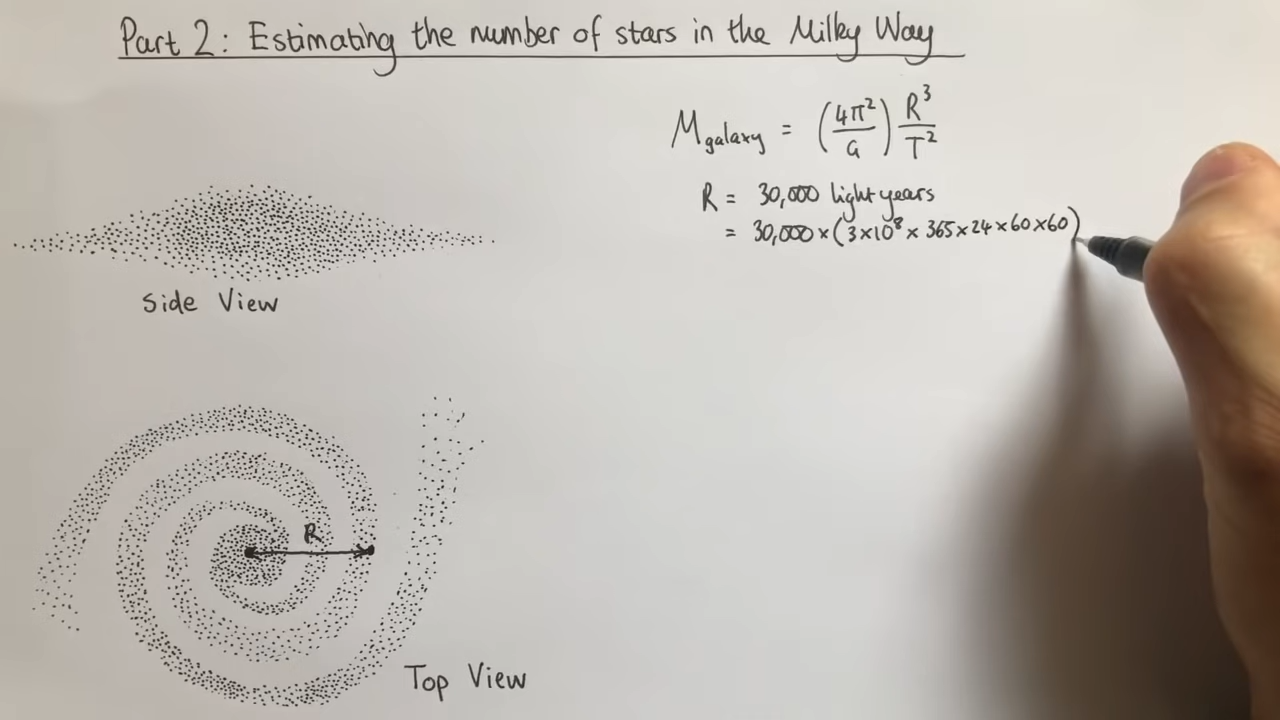 Part 2: Estimating the number of stars in the Milky Way
M galaxy = (4π²/G) R³/T²
R = 30,000 light years
= 30,000 × (3×10⁸ × 365×24×60×60)
Side View
R
Top View